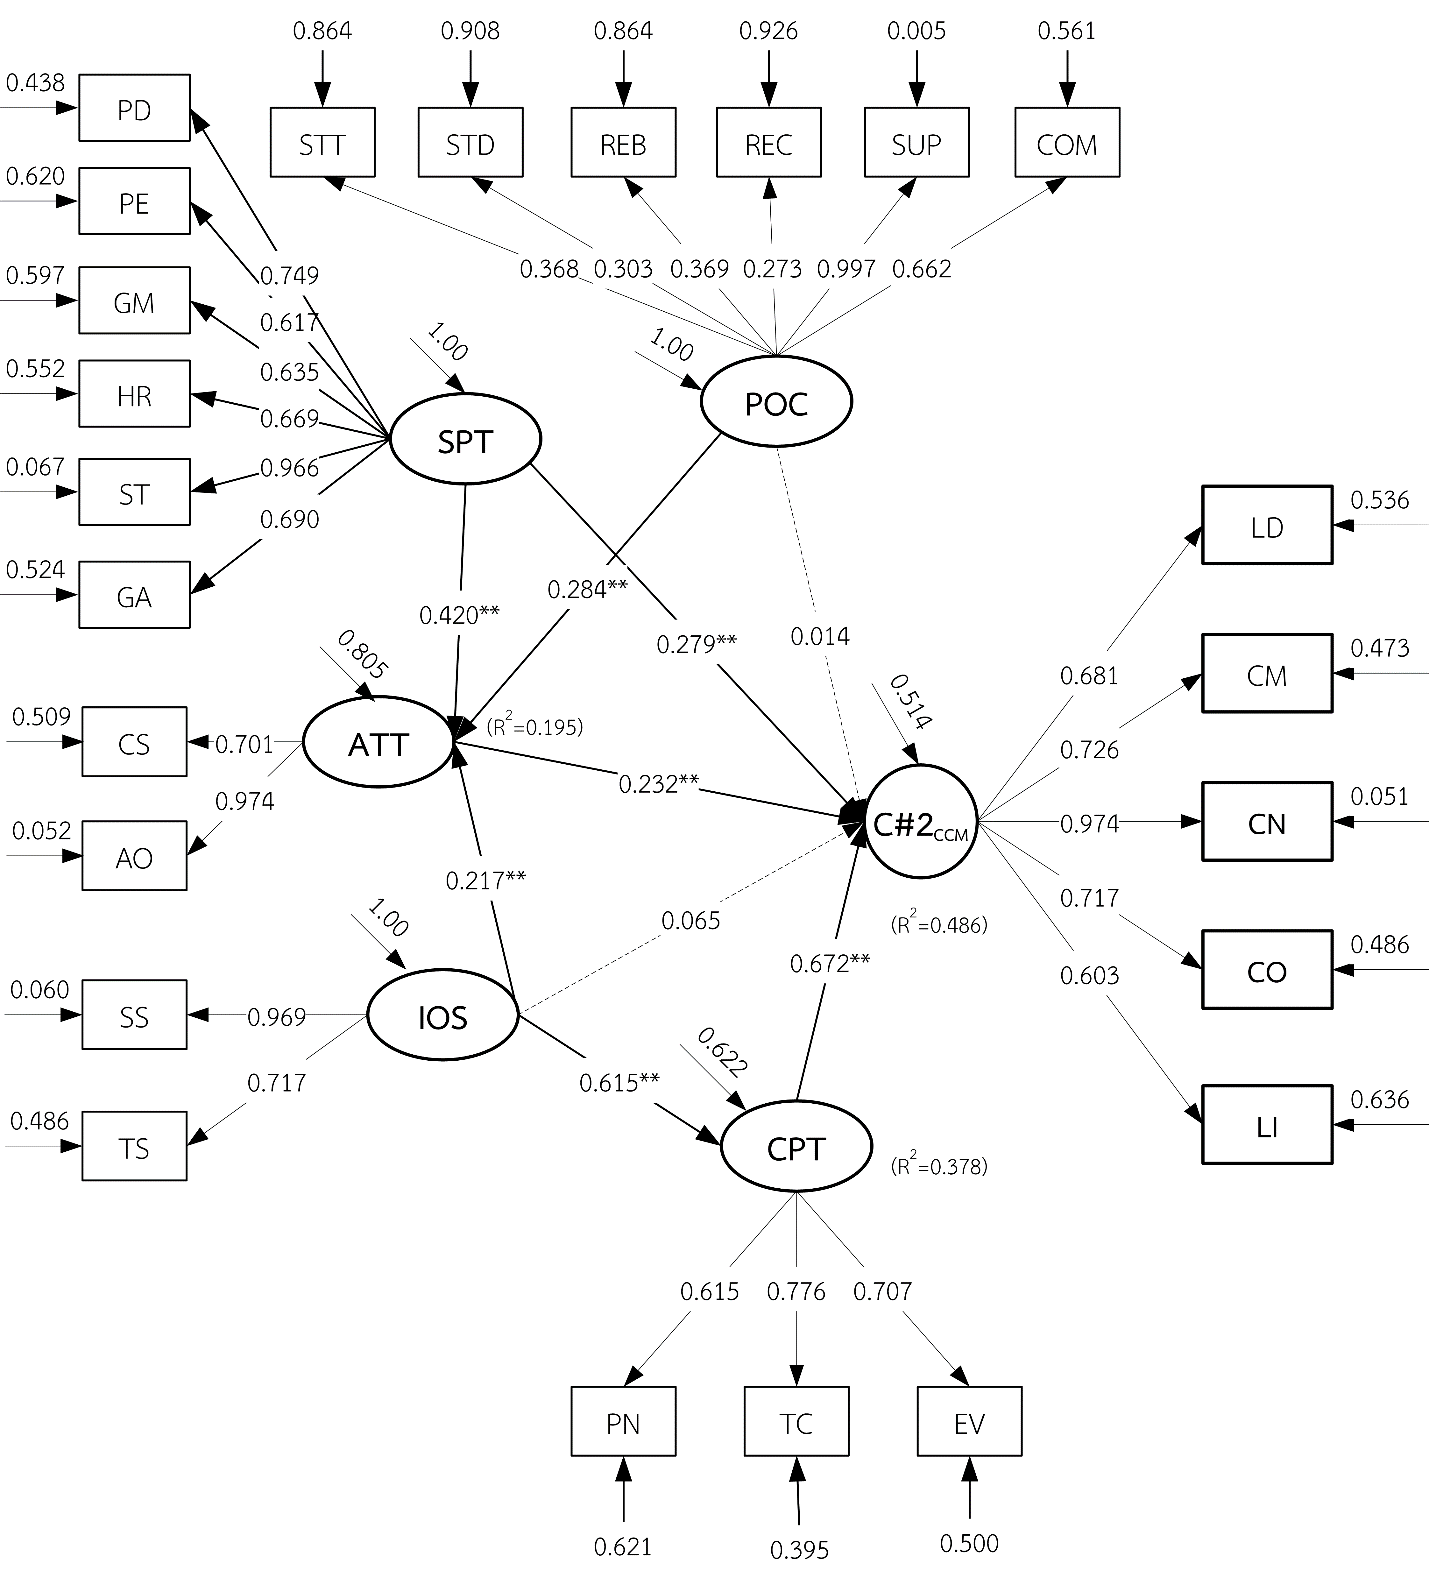 0.864 0.908 0.864 0.926 0.005 0.561
STT STD REB REC SUP COM
0.368 0.303 0.369 0.273 0.997 0.662
1.00
POC
0.438
PD
0.620
PE
0.597
GM
0.552
HR
0.067
ST
0.524
GA
0.749
0.617
0.635
0.669
0.966
0.690
1.00
SPT
0.420**
0.284**
0.279**
0.014
0.805
ATT
(R²=0.195)
0.509
CS
0.701
0.052
AO
0.974
0.232**
0.514
C#2CCM
(R²=0.486)
0.217**
0.065
0.672**
1.00
IOS
0.060
SS
0.969
0.486
TS
0.717
0.615**
0.622
CPT
(R²=0.378)
0.681
LD
0.536
0.726
CM
0.473
0.974
CN
0.051
0.717
CO
0.486
0.603
LI
0.636
0.615 0.776 0.707
PN TC EV
0.621 0.395 0.500